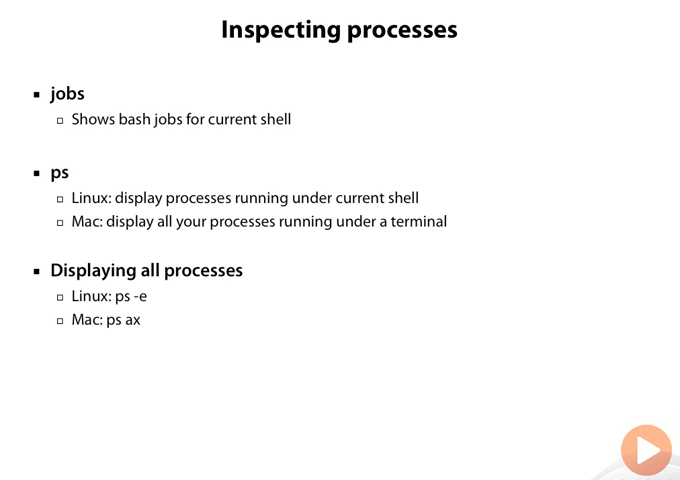 Inspecting processes
jobs
Shows bash jobs for current shell
ps
Linux: display processes running under current shell
Mac: display all your processes running under a terminal
Displaying all processes
Linux: ps -e
Mac: ps ax